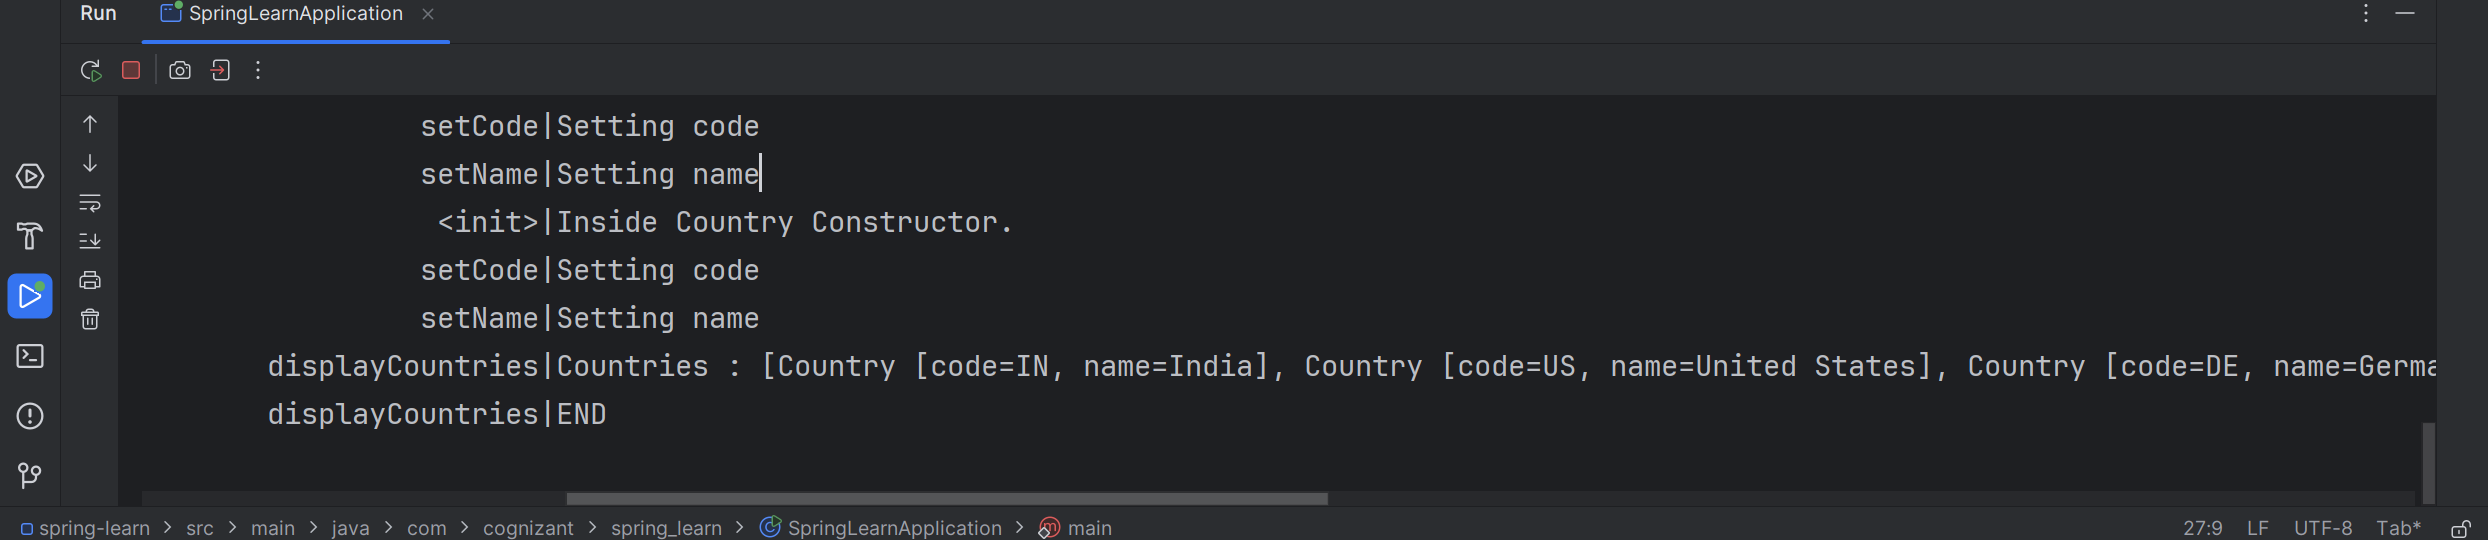 Run SpringLearnApplication
setCode|Setting code
setName|Setting name
<init>|Inside Country Constructor.
setCode|Setting code
setName|Setting name
displayCountries|Countries : [Country [code=IN, name=India], Country [code=US, name=United States], Country [code=DE, name=Germa
displayCountries|END
spring-learn > src > main > java > com > cognizant > spring_learn > SpringLearnApplication > main 27:9 LF UTF-8 Tab*